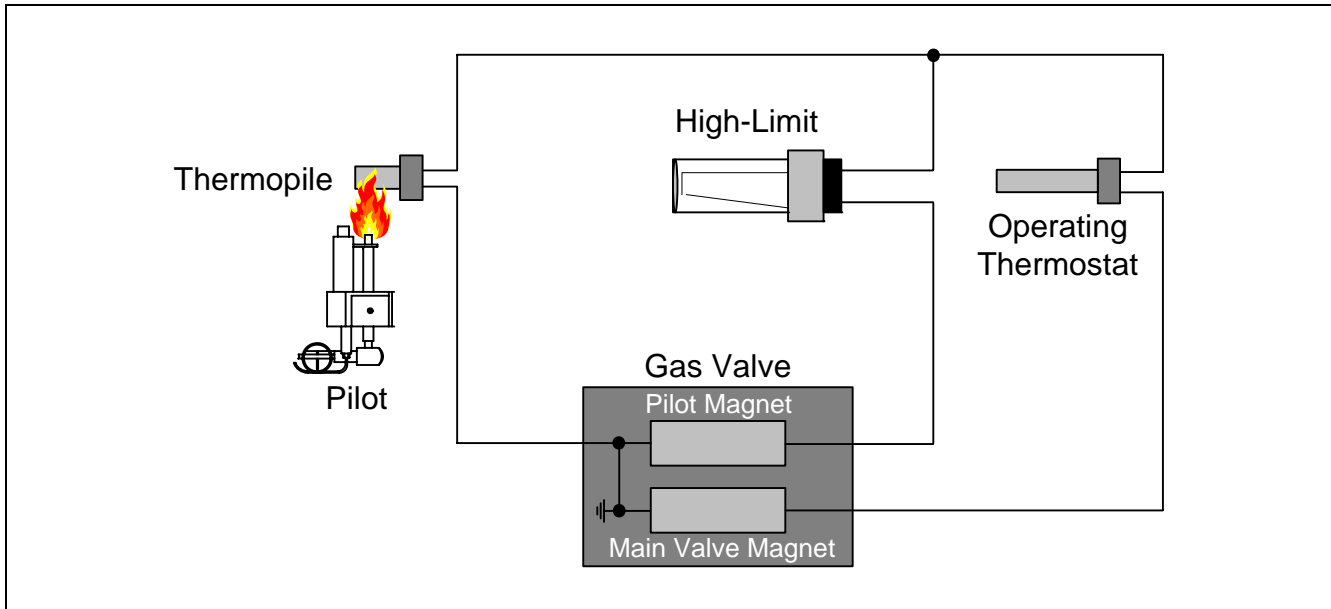 High-Limit
Thermopile
Operating
Thermostat
Gas Valve
Pilot Magnet
Pilot
Main Valve Magnet